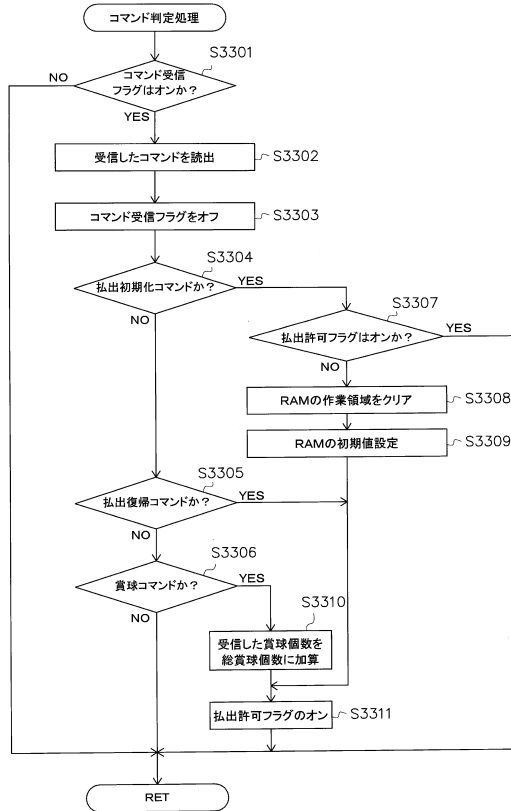 コマンド判定処理
S3301
コマンド受信
フラグはオンか？
NO
YES
受信したコマンドを読出
S3302
コマンド受信フラグをオフ
S3303
S3304
払出初期化コマンドか？
YES
NO
S3307
払出許可フラグはオンか？
YES
NO
RAMの作業領域をクリア
S3308
RAMの初期値設定
S3309
S3305
払出復帰コマンドか？
YES
NO
S3306
賞球コマンドか？
YES
NO
S3310
受信した賞球個数を
総賞球個数に加算
払出許可フラグのオン
S3311
RET